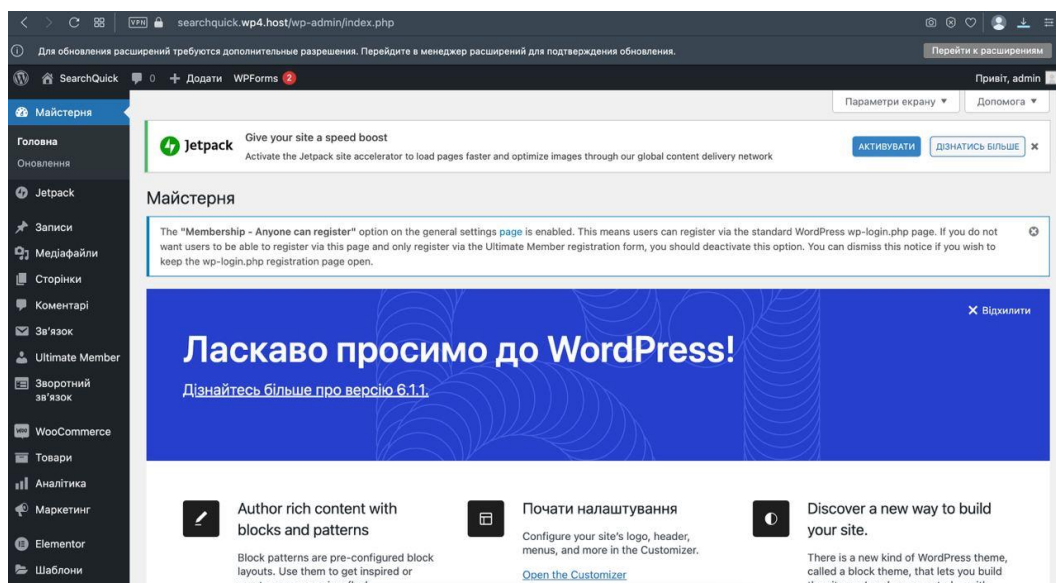 VPN searchquick.wp4.host/wp-admin/index.php
Для обновления расширений требуются дополнительные разрешения. Перейдите в менеджер расширений для подтверждения обновления.
Перейти к расширениям
SearchQuick 0 + Додати WPForms 2
Привіт, admin
Майстерня
Головна
Оновлення
Jetpack
Записи
Медіафайли
Сторінки
Коментарі
Зв'язок
Ultimate Member
Зворотний
зв'язок
WooCommerce
Товари
Аналітика
Маркетинг
Elementor
Шаблони
Параметри екрану
Допомога
Jetpack
Give your site a speed boost
Activate the Jetpack site accelerator to load pages faster and optimize images through our global content delivery network
АКТИВУВАТИ
ДІЗНАТИСЬ БІЛЬШЕ
Майстерня
The "Membership - Anyone can register" option on the general settings page is enabled. This means users can register via the standard WordPress wp-login.php page. If you do not
want users to be able to register via this page and only register via the Ultimate Member registration form, you should deactivate this option. You can dismiss this notice if you wish to
keep the wp-login.php registration page open.
Відхилити
Ласкаво просимо до WordPress!
Дізнайтесь більше про версію 6.1.1.
Author rich content with
blocks and patterns
Block patterns are pre-configured block
layouts. Use them to get inspired or
Почати налаштування
Configure your site's logo, header,
menus, and more in the Customizer.
Open the Customizer
Discover a new way to build
your site.
There is a new kind of WordPress theme,
called a block theme, that lets you build